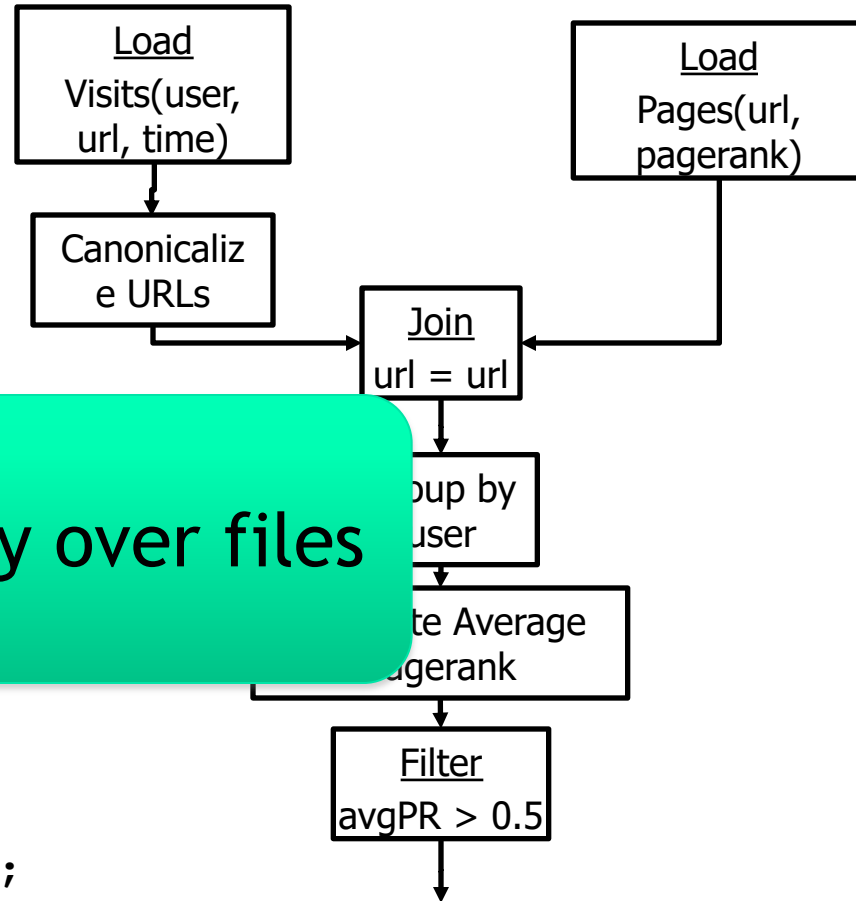 Load
Visits(user,
url, time)
Load
Pages(url,
pagerank)
Canonicaliz
e URLs
Join
url = url
oup by
user
y over files
te Average
gerank
Filter
avgPR > 0.5
;